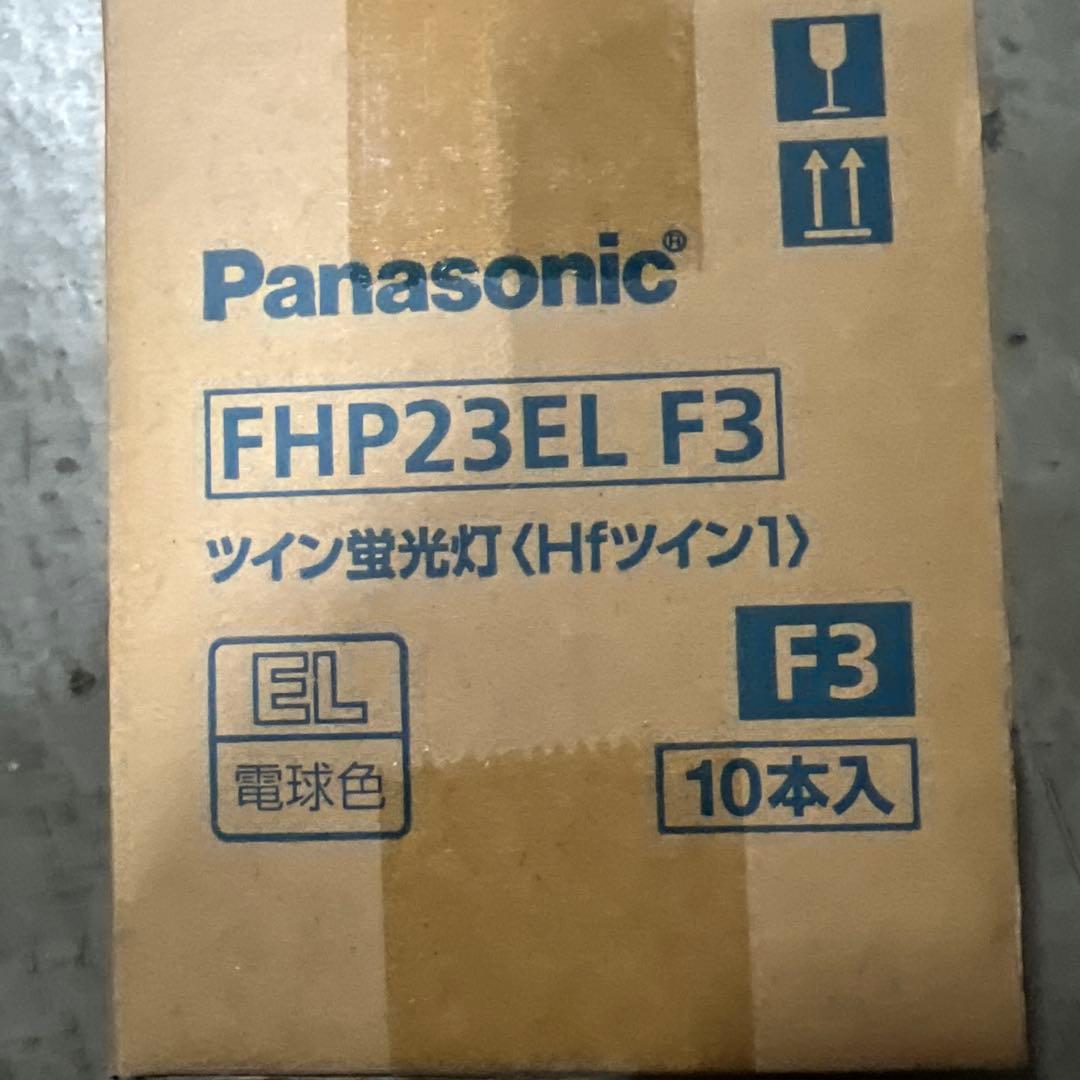 Panasonic®
FHP23EL F3
ツイン蛍光灯〈Hfツイン1〉
EL
電球色
F3
10本入